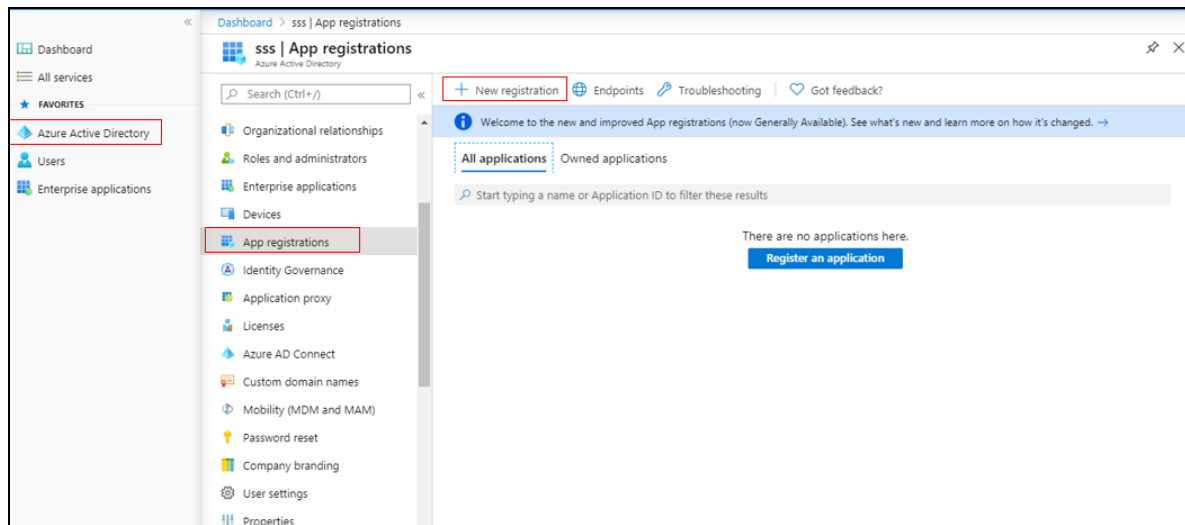 Dashboard
All services
FAVORITES
Azure Active Directory
Users
Enterprise applications
Dashboard > sss | App registrations
sss | App registrations
Azure Active Directory
Search (Ctrl+/)
Organizational relationships
Roles and administrators
Enterprise applications
Devices
App registrations
Identity Governance
Application proxy
Licenses
Azure AD Connect
Custom domain names
Mobility (MDM and MAM)
Password reset
Company branding
User settings
Properties
New registration Endpoints Troubleshooting Got feedback?
Welcome to the new and improved App registrations (now Generally Available). See what's new and learn more on how it's changed. →
All applications Owned applications
Start typing a name or Application ID to filter these results
There are no applications here.
Register an application